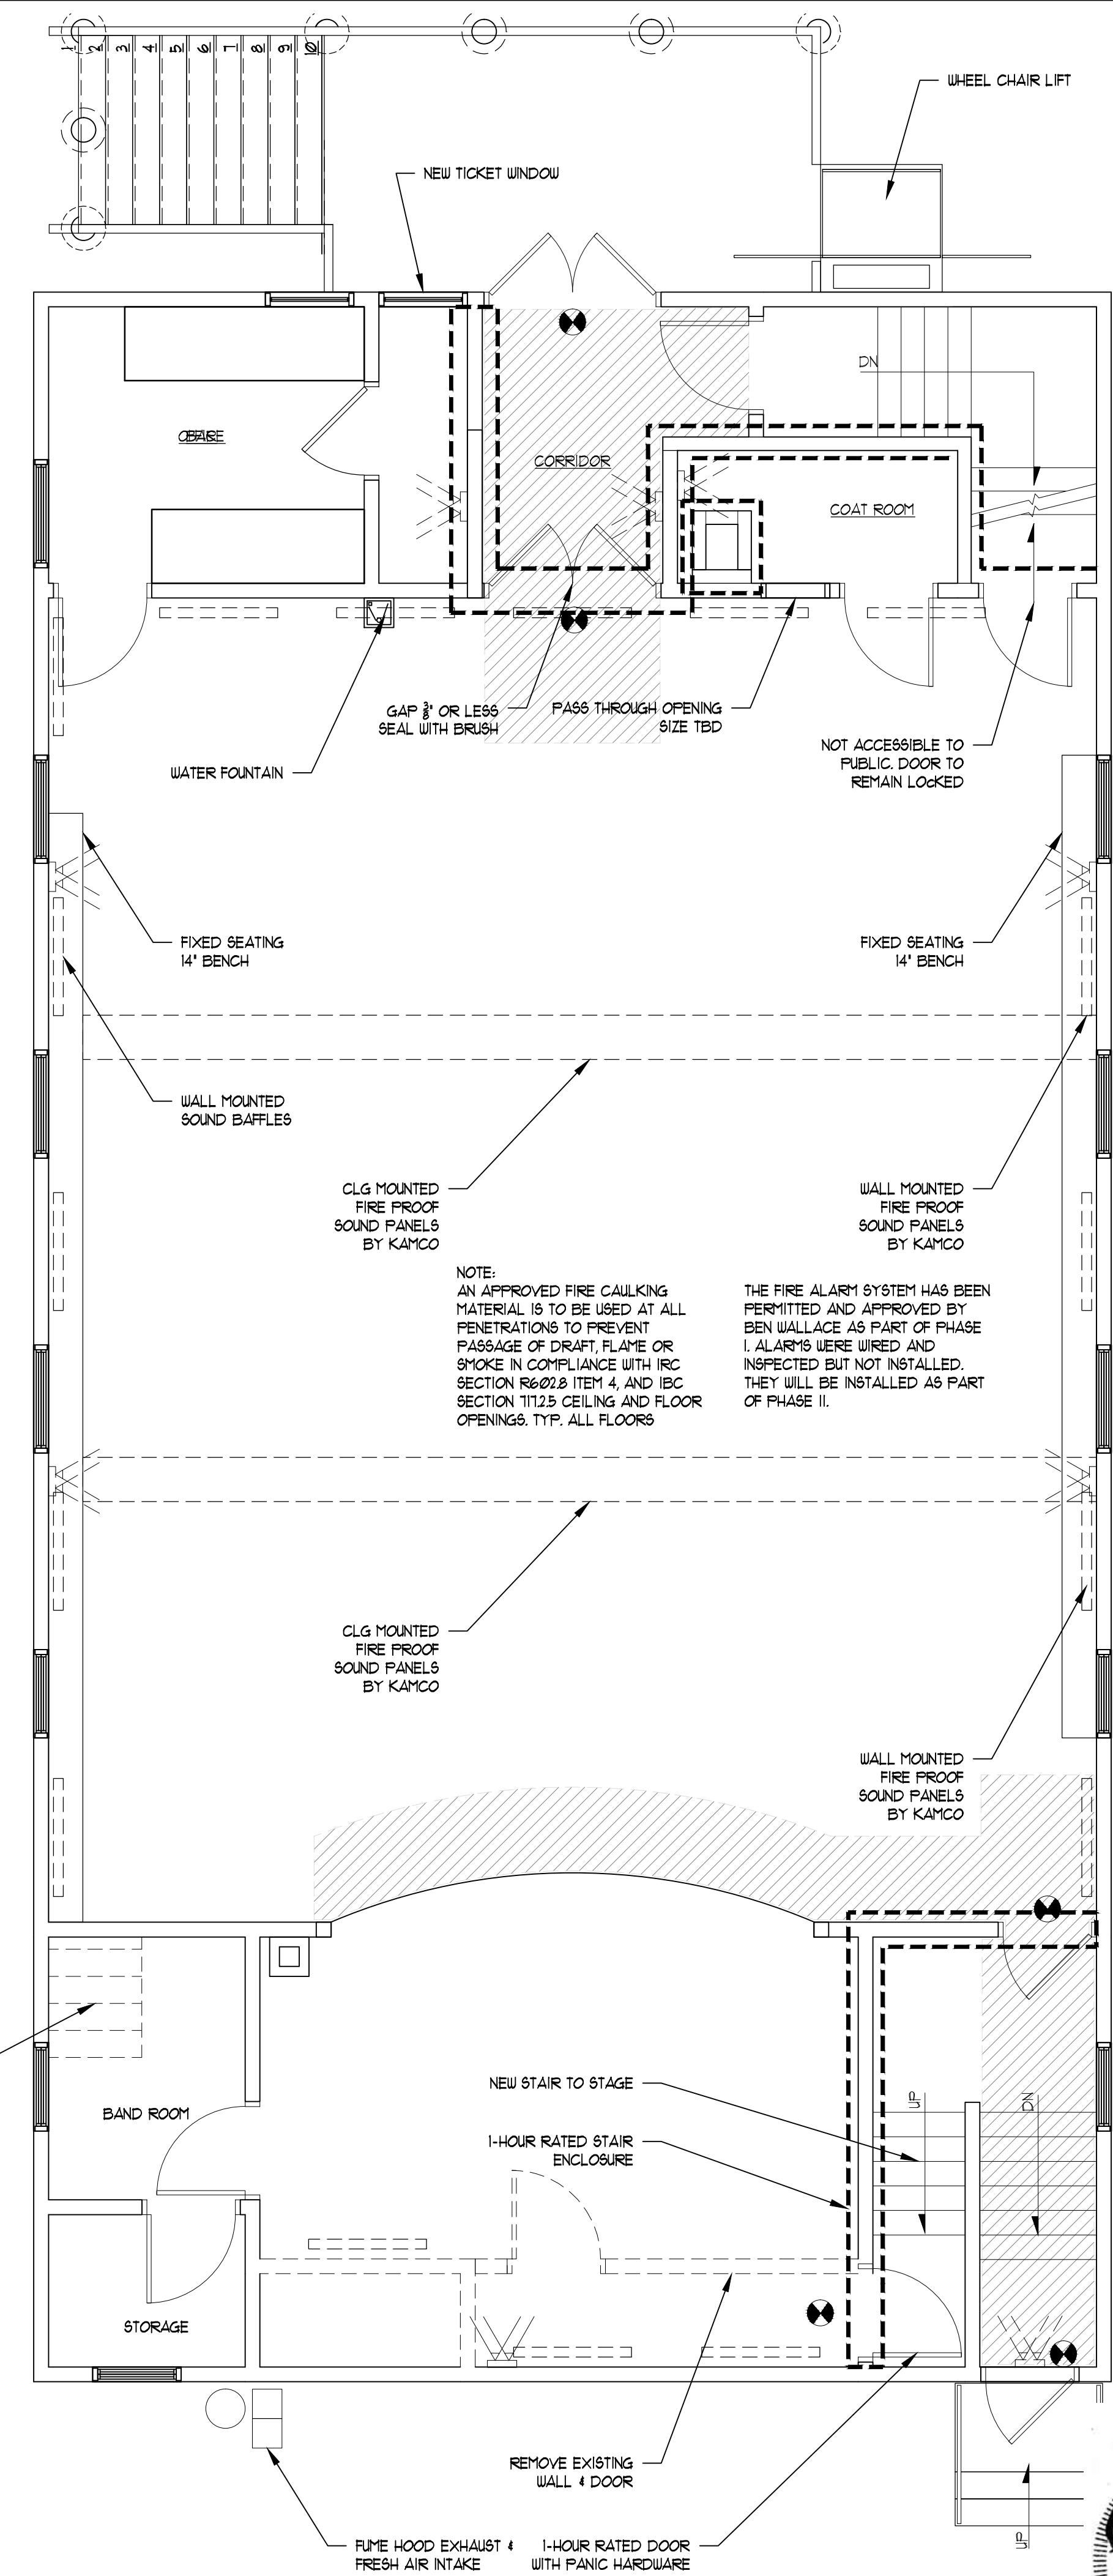 1 2 3 4 5 6 7 8 9 10
WHEEL CHAIR LIFT
NEW TICKET WINDOW
DN
CORRIDOR
COAT ROOM
GAP 3/8" OR LESS
SEAL WITH BRUSH
PASS THROUGH OPENING
SIZE TBD
WATER FOUNTAIN
NOT ACCESSIBLE TO
PUBLIC. DOOR TO
REMAIN LOcKED
FIXED SEATING
14" BENCH
FIXED SEATING
14" BENCH
WALL MOUNTED
SOUND BAFFLES
CLG MOUNTED
FIRE PROOF
SOUND PANELS
BY KAMCO
WALL MOUNTED
FIRE PROOF
SOUND PANELS
BY KAMCO
NOTE:
AN APPROVED FIRE CAULKING
MATERIAL IS TO BE USED AT ALL
PENETRATIONS TO PREVENT
PASSAGE OF DRAFT, FLAME OR
SMOKE IN COMPLIANCE WITH IRC
SECTION R602.8 ITEM 4, AND IBC
SECTION 717.2.5 CEILING AND FLOOR
OPENINGS. TYP. ALL FLOORS
THE FIRE ALARM SYSTEM HAS BEEN
PERMITTED AND APPROVED BY
BEN WALLACE AS PART OF PHASE
I. ALARMS WERE WIRED AND
INSPECTED BUT NOT INSTALLED.
THEY WILL BE INSTALLED AS PART
OF PHASE II.
CLG MOUNTED
FIRE PROOF
SOUND PANELS
BY KAMCO
WALL MOUNTED
FIRE PROOF
SOUND PANELS
BY KAMCO
NEW STAIR TO STAGE
UP
DN
BAND ROOM
1-HOUR RATED STAIR
ENCLOSURE
STORAGE
REMOVE EXISTING
WALL & DOOR
FUME HOOD EXHAUST &
FRESH AIR INTAKE
1-HOUR RATED DOOR
WITH PANIC HARDWARE
UP